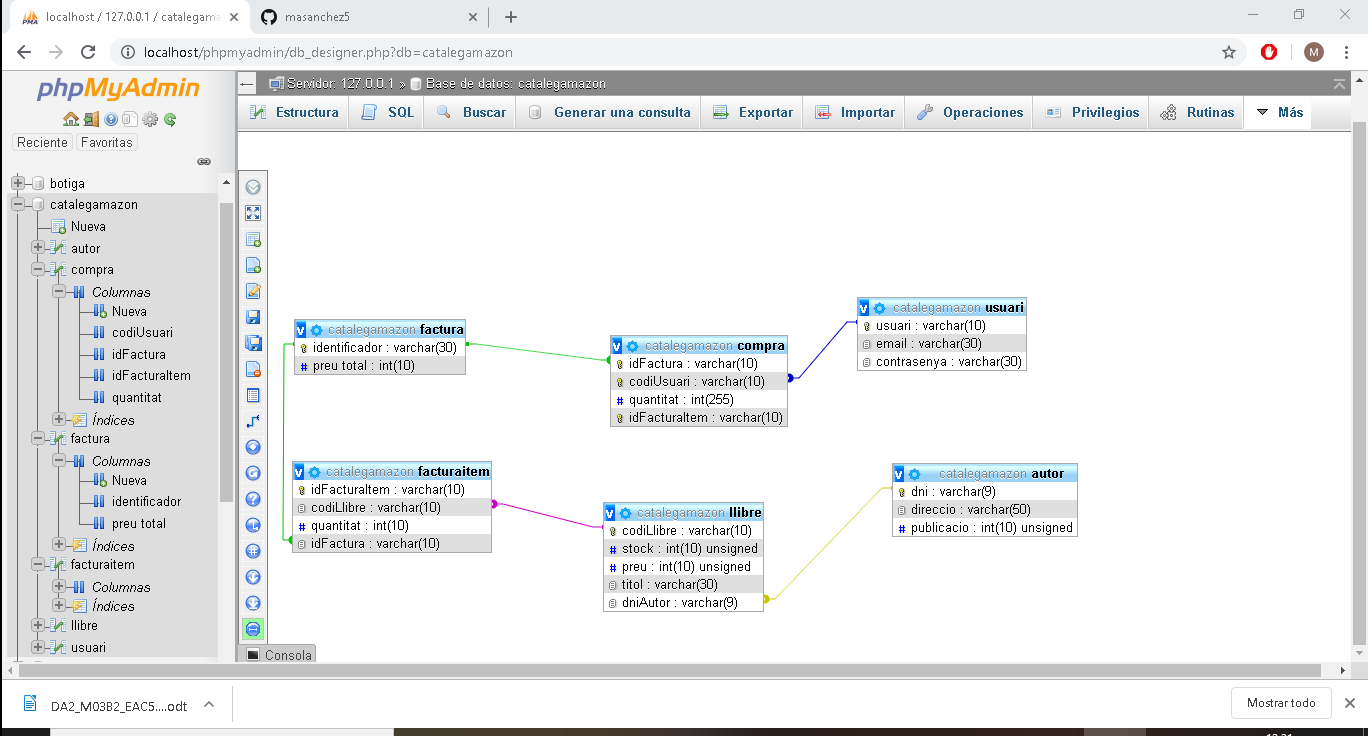 localhost / 127.0.0.1 / catalegama
masanchez5
localhost/phpmyadmin/db_designer.php?db=catalegamazon
M
phpMyAdmin
Reciente
Favoritas
botiga
catalegamazon
Nueva
autor
compra
Columnas
Nueva
codiUsuari
idFactura
idFacturaItem
quantitat
Índices
factura
Columnas
Nueva
identificador
preu total
Índices
facturaitem
Columnas
Índices
llibre
usuari
Servidor: 127.0.0.1 » Base de datos: catalegamazon
Estructura SQL Buscar Generar una consulta Exportar Importar Operaciones Privilegios Rutinas Más
v catalegamazon factura
identificador : varchar(30)
# preu total : int(10)
v catalegamazon compra
idFactura : varchar(10)
codiUsuari : varchar(10)
# quantitat : int(255)
idFacturaItem : varchar(10)
v catalegamazon usuari
usuari : varchar(10)
email : varchar(30)
contrasenya : varchar(30)
v catalegamazon facturaitem
idFacturaItem : varchar(10)
codiLlibre : varchar(10)
# quantitat : int(10)
idFactura : varchar(10)
v catalegamazon llibre
codiLlibre : varchar(10)
# stock : int(10) unsigned
# preu : int(10) unsigned
titol : varchar(30)
dniAutor : varchar(9)
v catalegamazon autor
dni : varchar(9)
direccio : varchar(50)
# publicacio : int(10) unsigned
Consola
DA2_M03B2_EAC5....odt
Mostrar todo